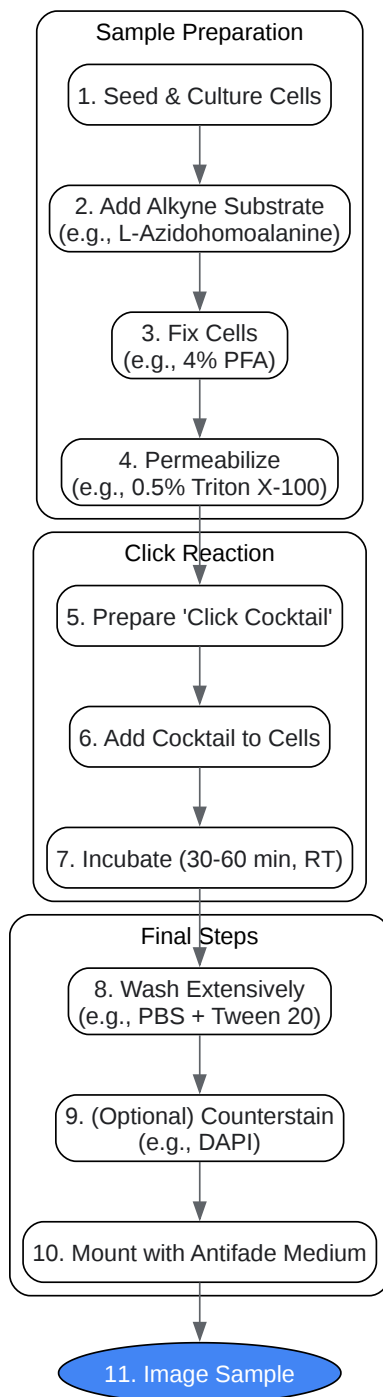 Sample Preparation
1. Seed & Culture Cells
2. Add Alkyne Substrate
(e.g., L-Azidohomoalanine)
3. Fix Cells
(e.g., 4% PFA)
4. Permeabilize
(e.g., 0.5% Triton X-100)
Click Reaction
5. Prepare 'Click Cocktail'
6. Add Cocktail to Cells
7. Incubate (30-60 min, RT)
Final Steps
8. Wash Extensively
(e.g., PBS + Tween 20)
9. (Optional) Counterstain
(e.g., DAPI)
10. Mount with Antifade Medium
11. Image Sample